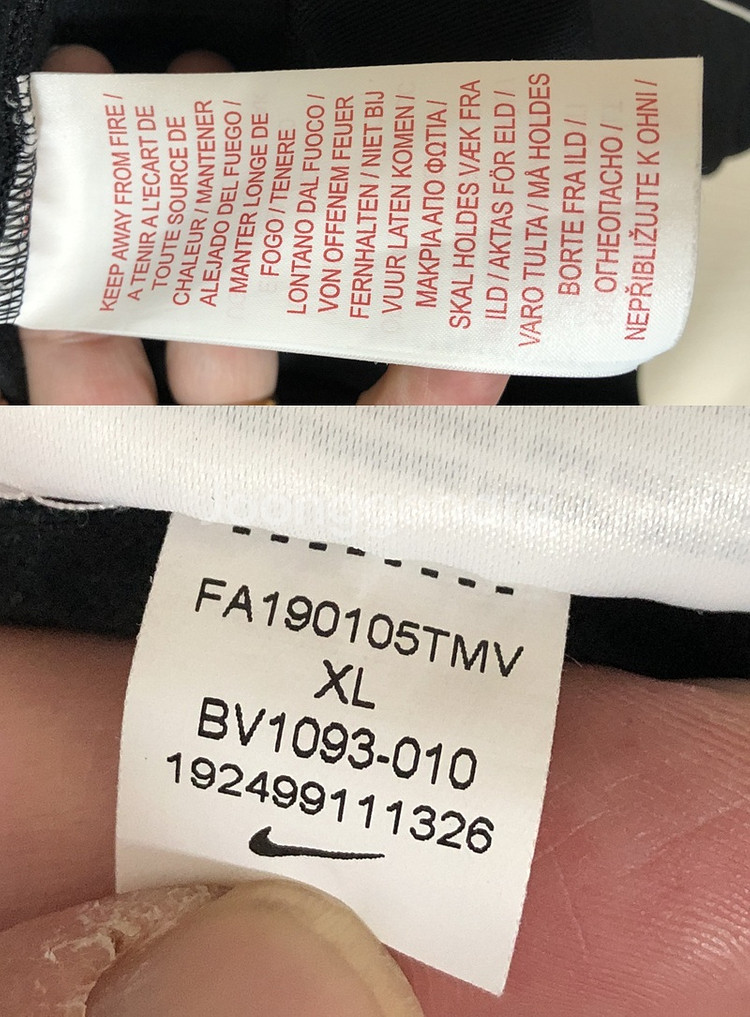 KEEP AWAY FROM FIRE /
A TENIR A L'ECART DE
TOUTE SOURCE DE
CHALEUR / MANTENER
ALEJADO DEL FUEGO /
MANTER LONGE DE
FOGO / TENERE
LONTANO DAL FUOCO /
VON OFFENEM FEUER
FERNHALTEN / NIET BIJ
VUUR LATEN KOMEN /
ΜΑΚΡΙΑ ΑΠΟ ΦΩΤΙΑ /
SKAL HOLDES VÆK FRA
ILD / AKTAS FÖR ELD /
VARO TULTA / MÅ HOLDES
BORTE FRA ILD /
ОГНЕОПАСНО /
NEPŘIBLIŽUJTE K OHNI /
FA190105TMV
XL
BV1093-010
192499111326